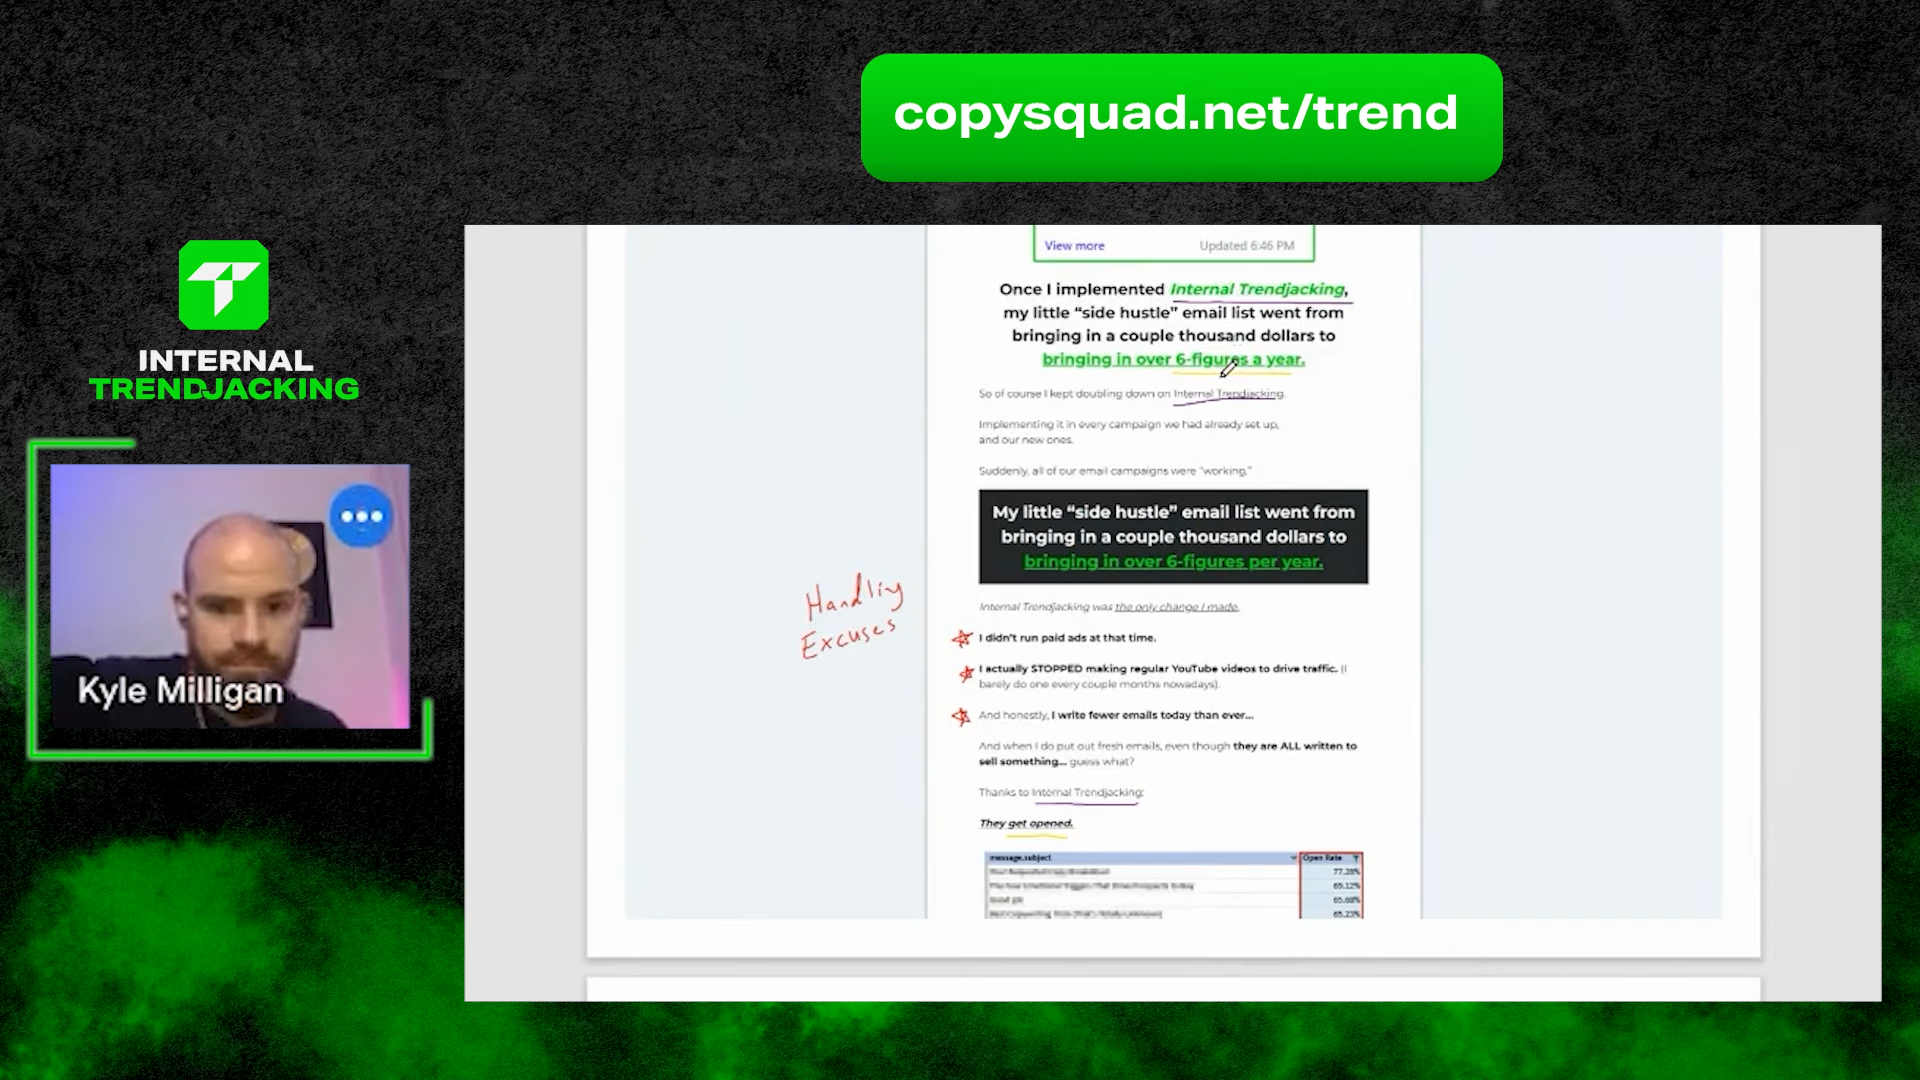 copysquad.net/trend
INTERNAL
TRENDJACKING
Kyle Milligan
View more Updated 6:46 PM
Once I implemented Internal Trendjacking,
my little “side hustle” email list went from
bringing in a couple thousand dollars to
bringing in over 6-figures a year.
So of course I kept doubling down on Internal Trendjacking.
Implementing it in every campaign we had already set up,
and our new ones.
Suddenly, all of our email campaigns were “working.”
My little “side hustle” email list went from
bringing in a couple thousand dollars to
bringing in over 6-figures per year.
Handling
Excuses
Internal Trendjacking was the only change I made.
I didn't run paid ads at that time.
I actually STOPPED making regular YouTube videos to drive traffic. (I
barely do one every couple months nowadays).
And honestly, I write fewer emails today than ever...
And when I do put out fresh emails, even though they are ALL written to
sell something... guess what?
Thanks to Internal Trendjacking:
They get opened.
message.subject Open Rate
77.28%
69.12%
65.68%
65.23%